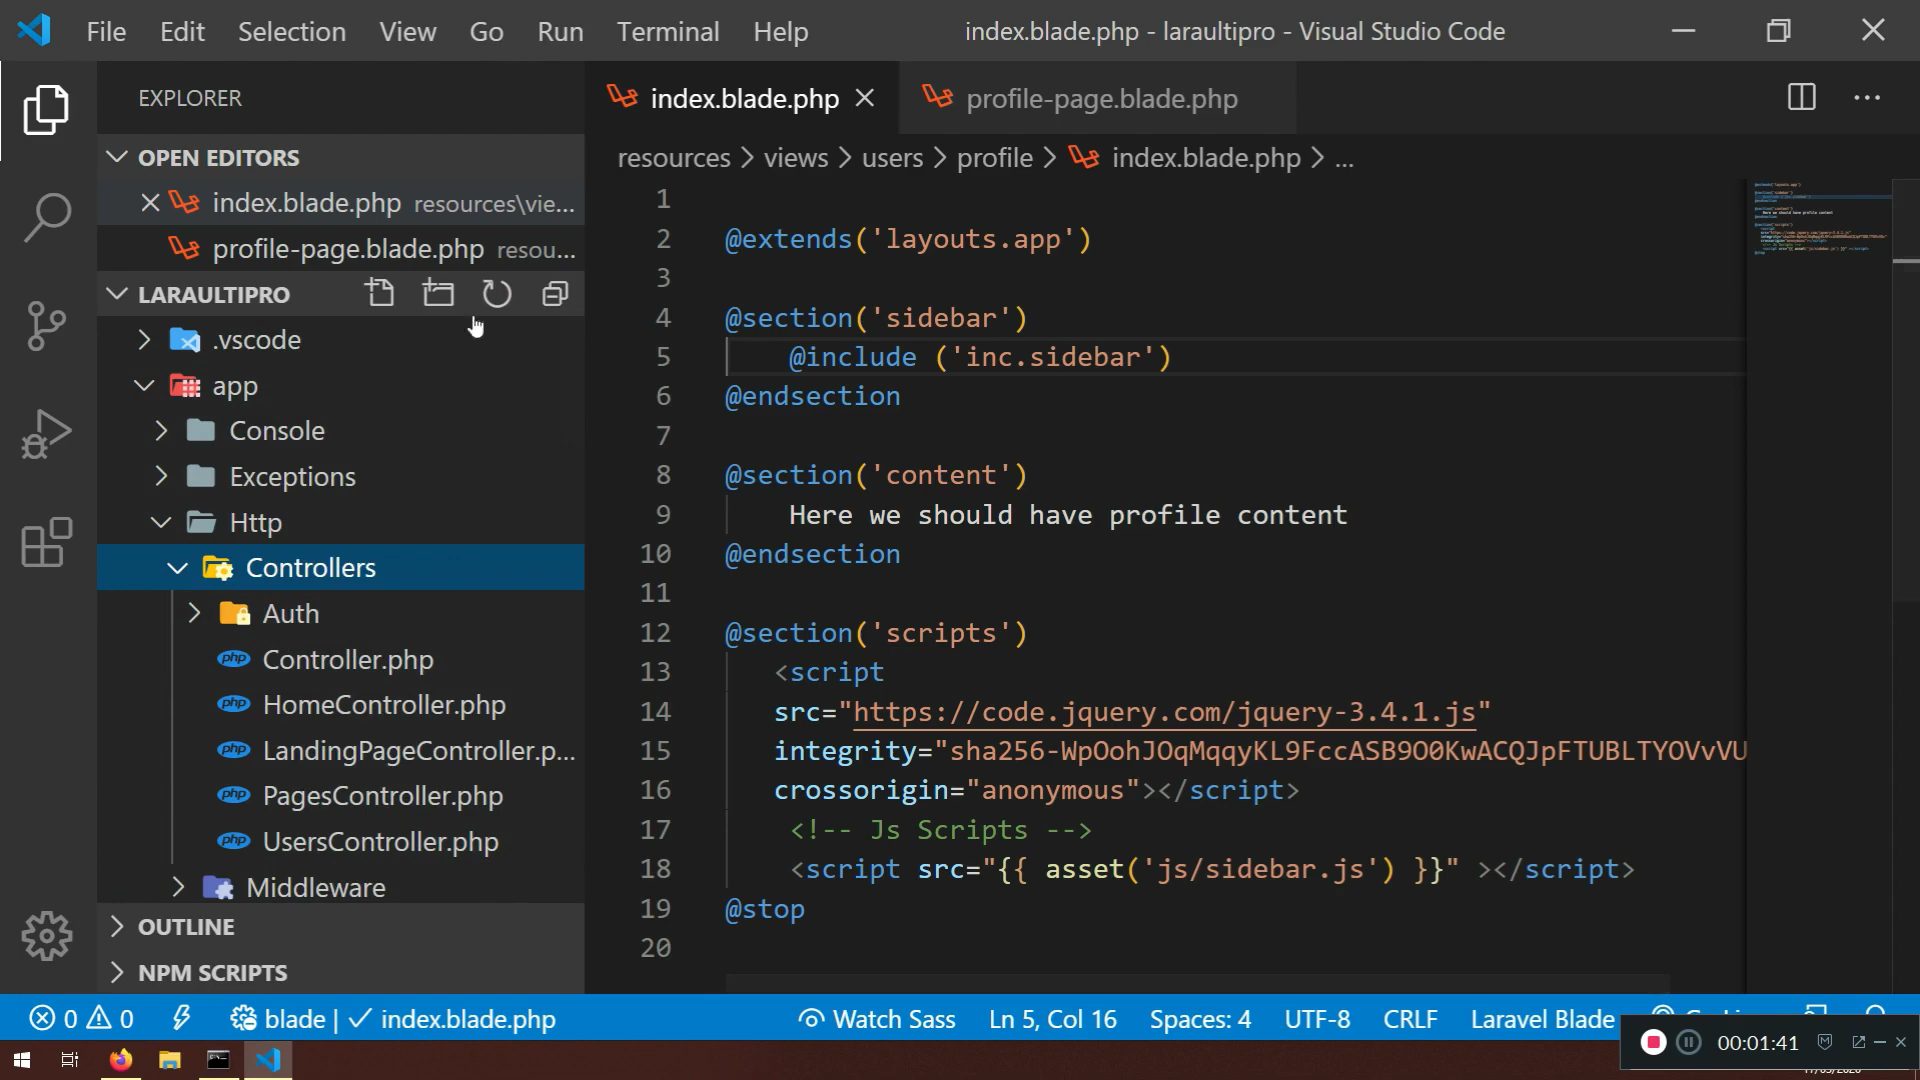 File Edit Selection View Go Run Terminal Help index.blade.php - laraultipro - Visual Studio Code
EXPLORER
index.blade.php
profile-page.blade.php
OPEN EDITORS
index.blade.php resources\vie...
profile-page.blade.php resou...
LARAULTIPRO
.vscode
app
Console
Exceptions
Http
Controllers
Auth
Controller.php
HomeController.php
LandingPageController.p...
PagesController.php
UsersController.php
Middleware
OUTLINE
NPM SCRIPTS
resources > views > users > profile > index.blade.php > ...
1
2 @extends('layouts.app')
3
4 @section('sidebar')
5 @include ('inc.sidebar')
6 @endsection
7
8 @section('content')
9 Here we should have profile content
10 @endsection
11
12 @section('scripts')
13 <script
14 src="https://code.jquery.com/jquery-3.4.1.js"
15 integrity="sha256-WpOohJOqMqqyKL9FccASB9O0KwACQJpFTUBLTYOVvVU
16 crossorigin="anonymous"></script>
17 <!-- Js Scripts -->
18 <script src="{{ asset('js/sidebar.js') }}" ></script>
19 @stop
20
0 0 blade | ✓ index.blade.php Watch Sass Ln 5, Col 16 Spaces: 4 UTF-8 CRLF Laravel Blade
00:01:41